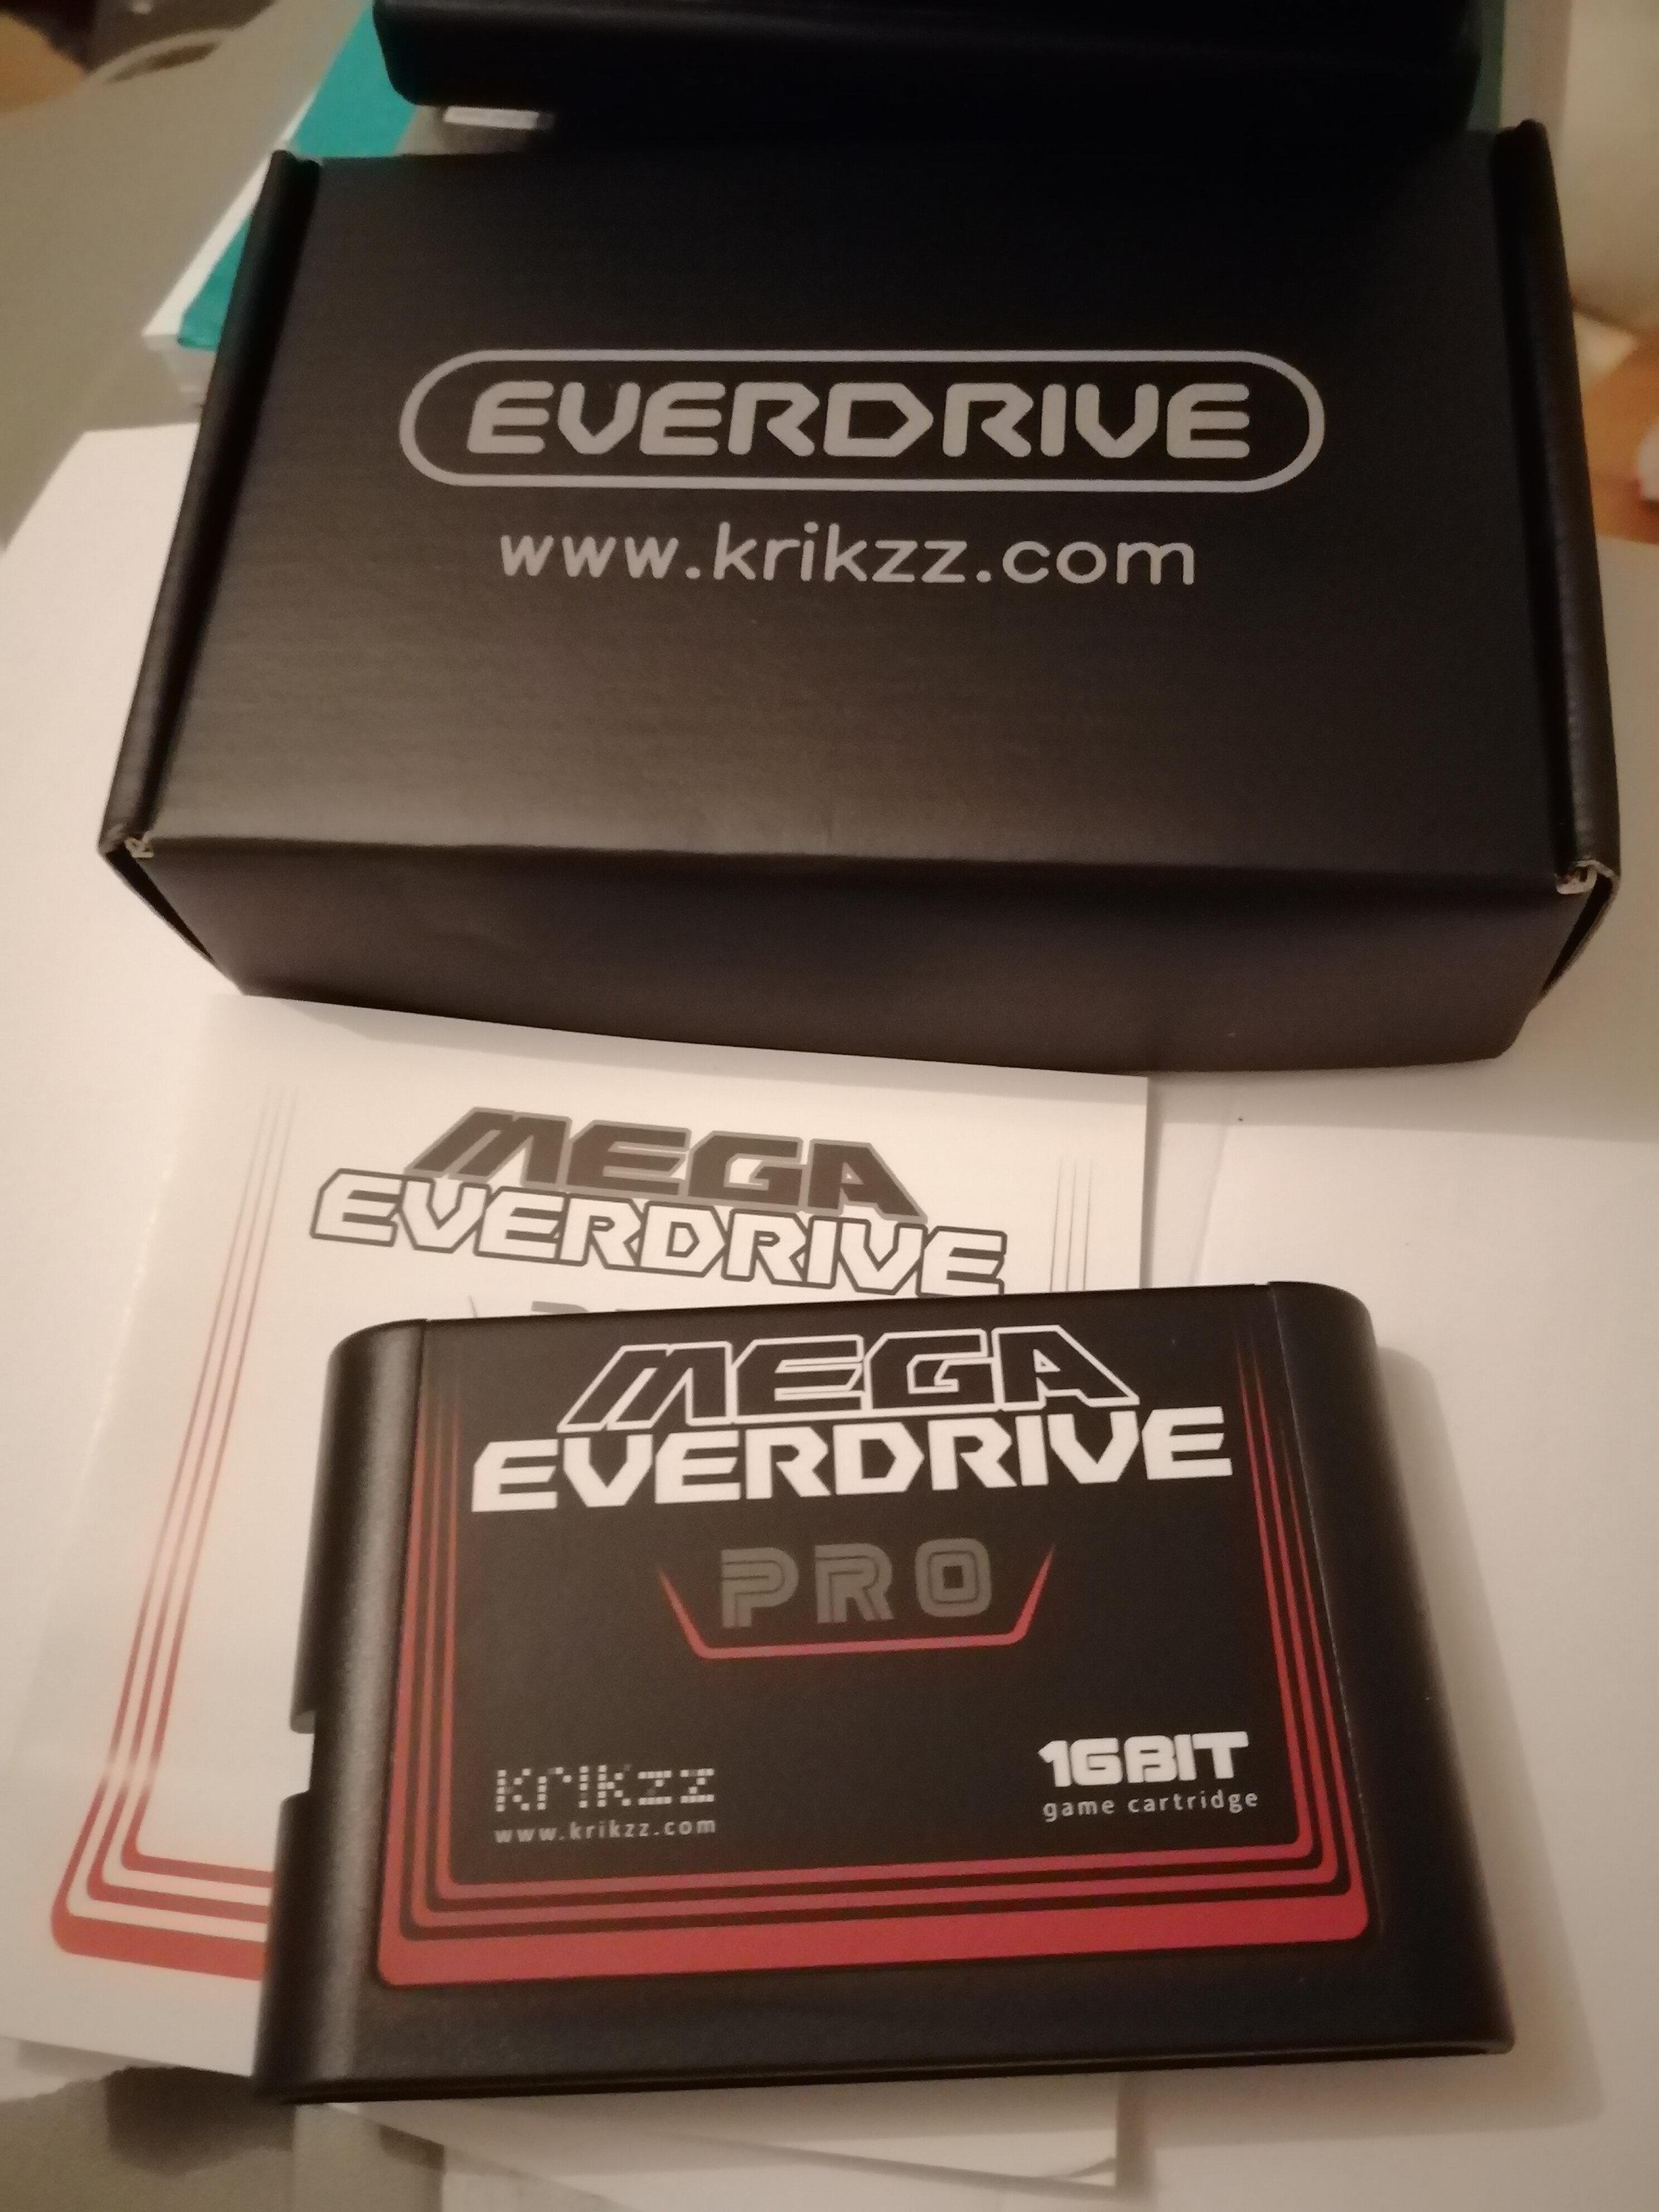 EVERDRIVE
www.krikzz.com
MEGA
EVERDRIVE
MEGA
EVERDRIVE
PRO
krikzz
www.krikzz.com
16BIT
game cartridge